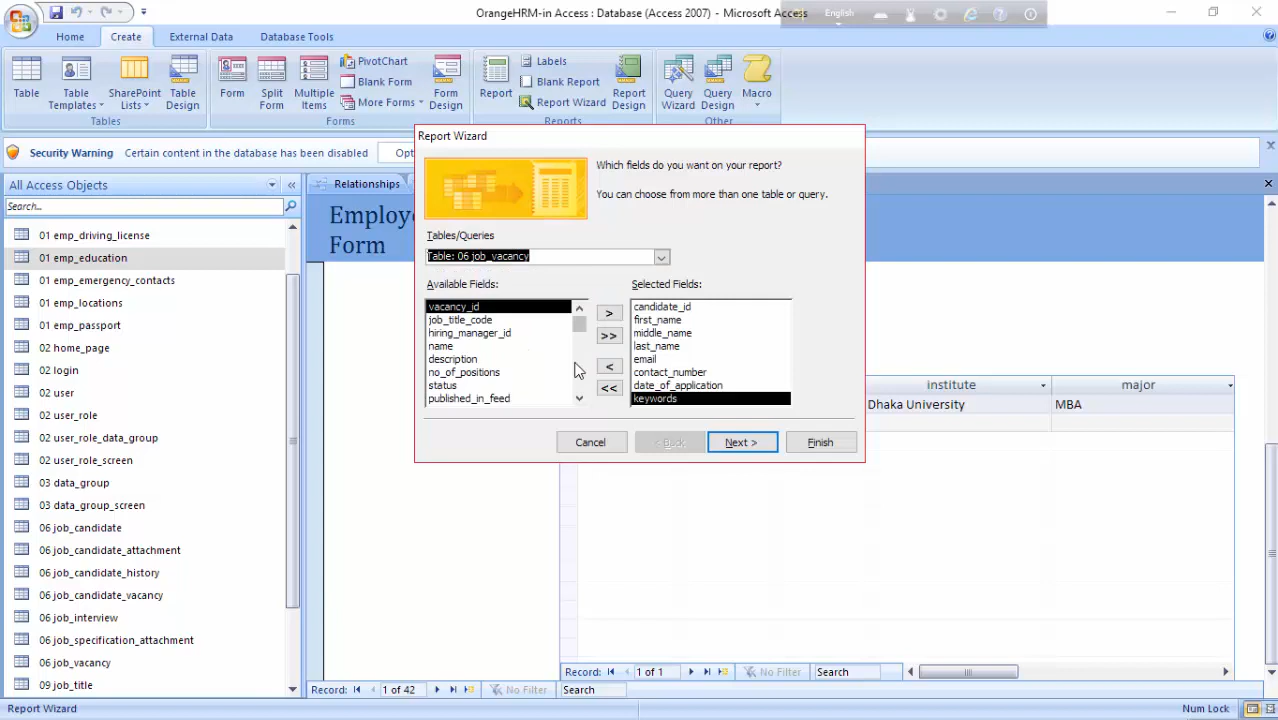 OrangeHRM-in Access : Database (Access 2007) - Microsoft Access
English
Home Create External Data Database Tools
Table
Table Templates
SharePoint Lists
Table Design
Tables
Form
Split Form
Multiple Items
PivotChart
Blank Form
More Forms
Form Design
Forms
Report
Labels
Blank Report
Report Wizard
Report Design
Reports
Query Wizard
Query Design
Macro
Other
Security Warning Certain content in the database has been disabled Opt
All Access Objects
Search...
01 emp_driving_license
01 emp_education
01 emp_emergency_contacts
01 emp_locations
01 emp_passport
02 home_page
02 login
02 user
02 user_role
02 user_role_data_group
02 user_role_screen
03 data_group
03 data_group_screen
06 job_candidate
06 job_candidate_attachment
06 job_candidate_history
06 job_candidate_vacancy
06 job_interview
06 job_specification_attachment
06 job_vacancy
09 job_title
Relationships
Employe
Form
Report Wizard
Which fields do you want on your report?
You can choose from more than one table or query.
Tables/Queries
Table: 06 job_vacancy
Available Fields:
vacancy_id
job_title_code
hiring_manager_id
name
description
no_of_positions
status
published_in_feed
>
>>
<
<<
Selected Fields:
candidate_id
first_name
middle_name
last_name
email
contact_number
date_of_application
keywords
Cancel < Back Next > Finish
institute major
Dhaka University MBA
Record: 1 of 1 No Filter Search
Record: 1 of 42 No Filter Search
Report Wizard Num Lock